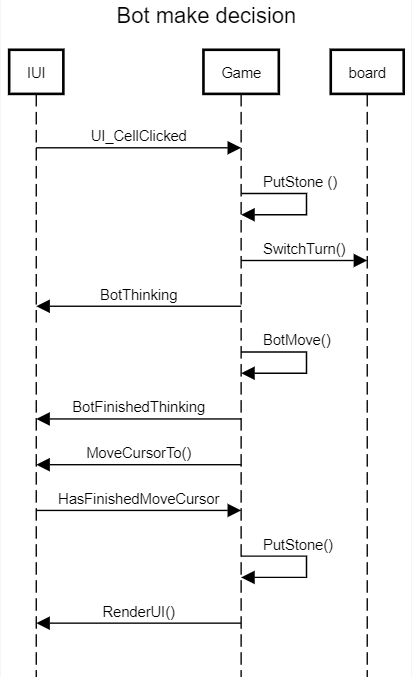 Bot make decision
IUI
Game
board
UI_CellClicked
PutStone ()
SwitchTurn()
BotThinking
BotMove()
BotFinishedThinking
MoveCursorTo()
HasFinishedMoveCursor
PutStone()
RenderUI()